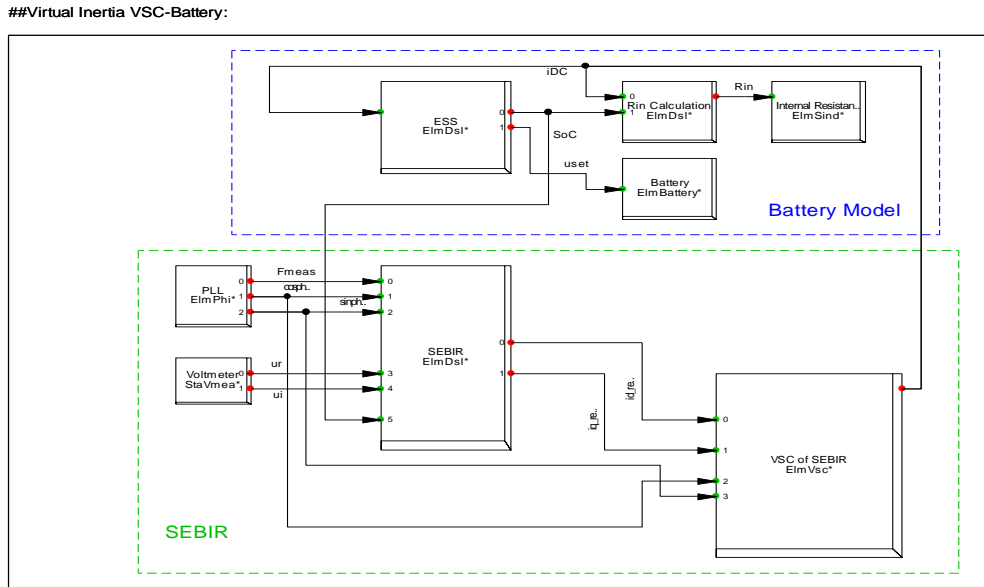 ##Virtual Inertia VSC-Battery:
iDC
Rin
ESS
ElmDsl*
0
1
SoC
0
1
Rin Calculation
ElmDsl*
Internal Resistan..
ElmSind*
uset
Battery
ElmBattery*
Battery Model
PLL
ElmPhi*
0
1
2
Fmeas
cosph..
sinph..
0
1
2
Voltmeter
StaVmea*
0
1
ur
ui
3
4
5
SEBIR
ElmDsl*
0
1
id_re..
iq_re..
0
1
2
3
VSC of SEBIR
ElmVsc*
SEBIR